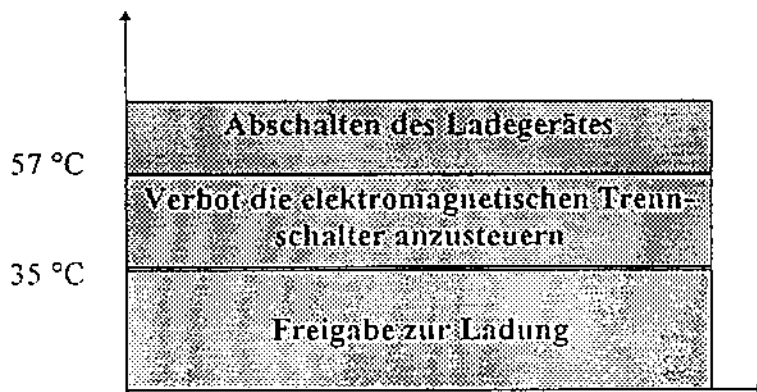 Abschalten des Ladegerätes
57 °C
Verbot die elektromagnetischen Trenn-
schalter anzusteuern
35 °C
Freigabe zur Ladung